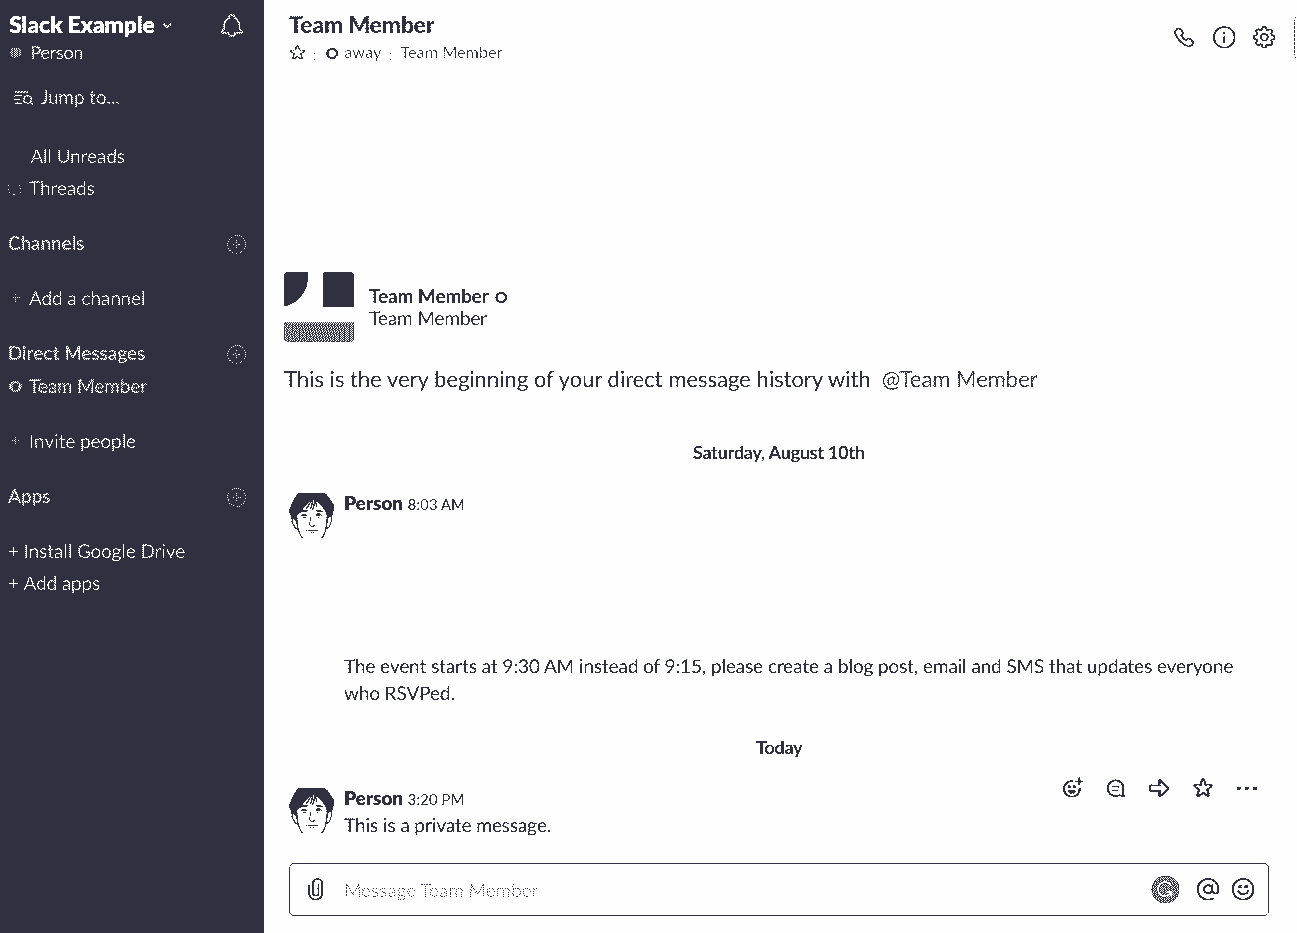 Slack Example
Person
Jump to...
All Unreads
Threads
Channels
+ Add a channel
Direct Messages
Team Member
+ Invite people
Apps
+ Install Google Drive
+ Add apps
Team Member
away Team Member
Team Member
Team Member
This is the very beginning of your direct message history with @Team Member
Saturday, August 10th
Person 8:03 AM
The event starts at 9:30 AM instead of 9:15, please create a blog post, email and SMS that updates everyone
who RSVPed.
Today
Person 3:20 PM
This is a private message.
Message Team Member